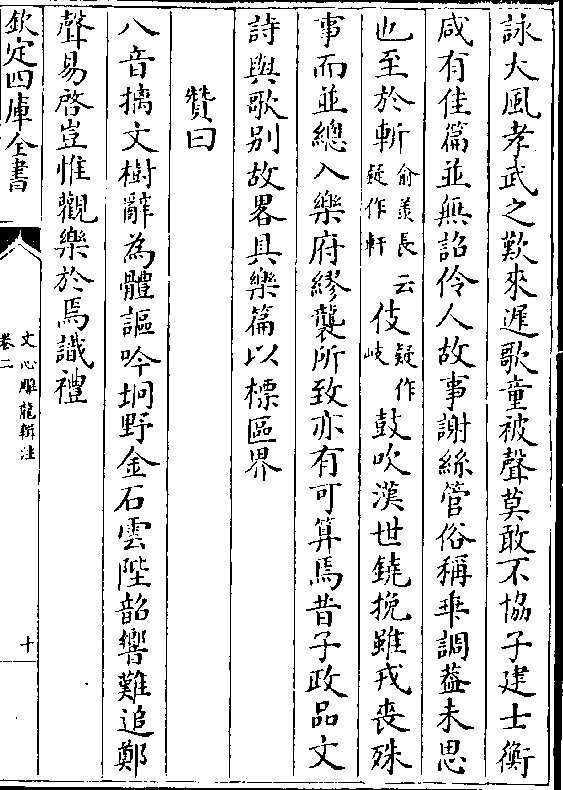 詠大風孝武之歎來遲歌童被聲莫敢不協子建士衡
咸有佳篇並無詔伶人故事謝絲管俗稱乖調葢未思
也至於斬俞羨長云疑作軒伎疑作岐鼓吹漢世鐃挽雖戎喪殊
事而並總入樂府繆襲所致亦有可算焉昔子政品文
詩與歌别故畧具樂篇以標區界
贊曰
八音摛文樹辭為體謳吟坰野金石雲陛韶響難追鄭
聲易啓豈惟觀樂於焉識禮
欽定四庫全書
文心雕龍輯注
卷二
十